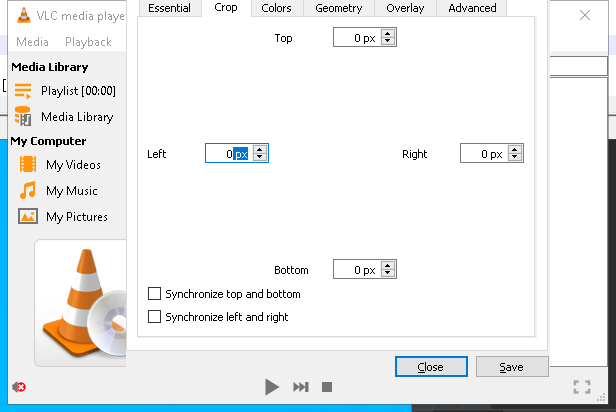 VLC media playe
Media Playback
Media Library
Playlist [00:00]
Media Library
My Computer
My Videos
My Music
My Pictures
Essential Crop Colors Geometry Overlay Advanced
Top 0 px
Left 0 px
Right 0 px
Bottom 0 px
Synchronize top and bottom
Synchronize left and right
Close Save